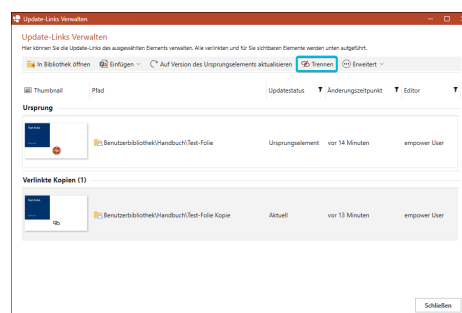 Update-Links Verwalten
Update-Links Verwalten
Hier können Sie die Update-Links des ausgewählten Elements verwalten. Alle verlinkten und für Sie sichtbaren Elemente werden unten aufgeführt.
In Bibliothek öffnen Einfügen Auf Version des Ursprungselements aktualisieren Trennen Erweitert
Thumbnail Pfad Updatestatus Änderungszeitpunkt Editor
Ursprung
Test-Folie
Benutzerbibliothek\Handbuch\Test-Folie Ursprungselement vor 14 Minuten empower User
Verlinkte Kopien (1)
Test-Folie
Benutzerbibliothek\Handbuch\Test-Folie Kopie Aktuell vor 13 Minuten empower User
Schließen